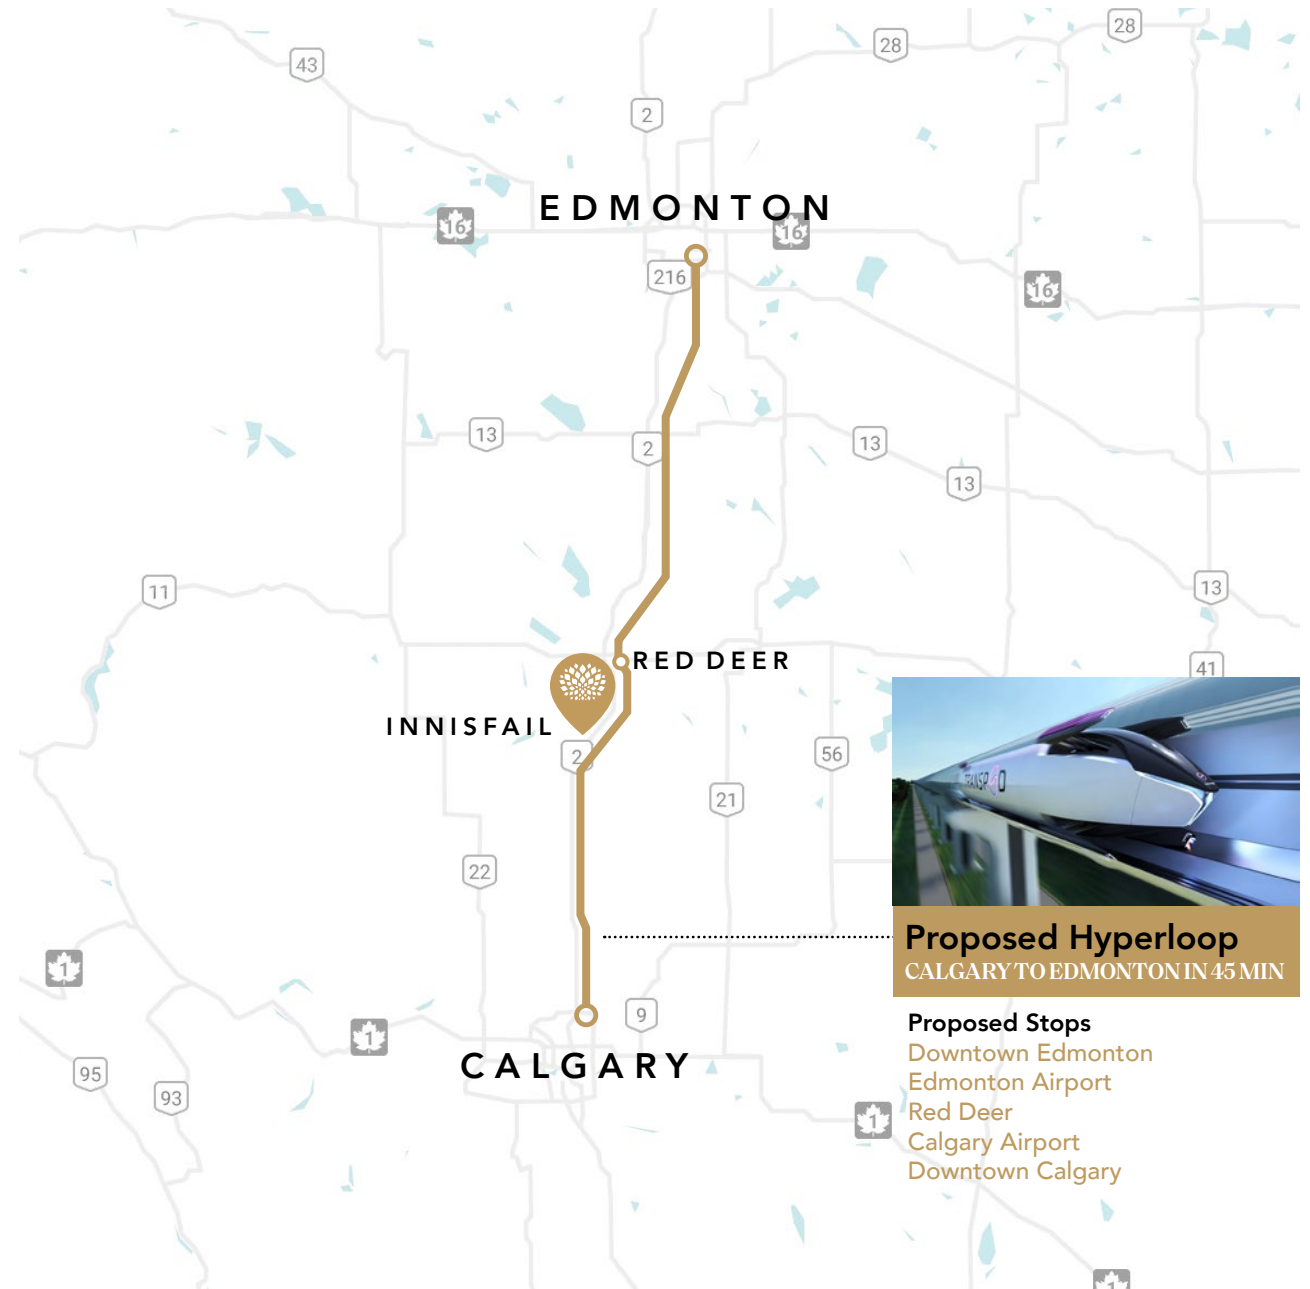 43
2
28
28
EDMONTON
16
16
216
16
13
2
13
13
11
13
RED DEER
41
INNISFAIL
2
56
21
22
Proposed Hyperloop
CALGARY TO EDMONTON IN 45 MIN
1
9
1
CALGARY
95
93
1
Proposed Stops
Downtown Edmonton
Edmonton Airport
Red Deer
Calgary Airport
Downtown Calgary
1